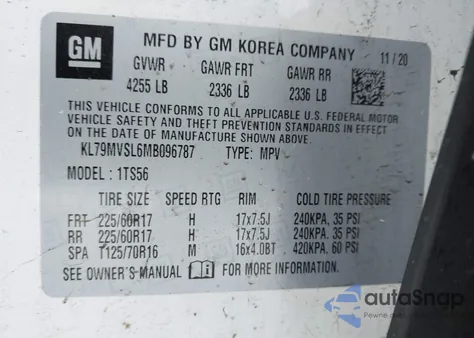 GM
MFD BY GM KOREA COMPANY 11/20
GVWR GAWR FRT GAWR RR
4255 LB 2336 LB 2336 LB
THIS VEHICLE CONFORMS TO ALL APPLICABLE U.S. FEDERAL MOTOR
VEHICLE SAFETY AND THEFT PREVENTION STANDARDS IN EFFECT ON
THE DATE OF MANUFACTURE SHOWN ABOVE.
KL79MVSL6MB096787 TYPE: MPV
MODEL : 1TS56
TIRE SIZE SPEED RTG RIM COLD TIRE PRESSURE
FRT 225/60R17 H 17x7.5J 240KPA, 35 PSI
RR 225/60R17 H 17x7.5J 240KPA, 35 PSI
SPA T125/70R16 M 16x4.0BT 420KPA, 60 PSI
SEE OWNER'S MANUAL FOR MORE INFORMATION
autoSnap